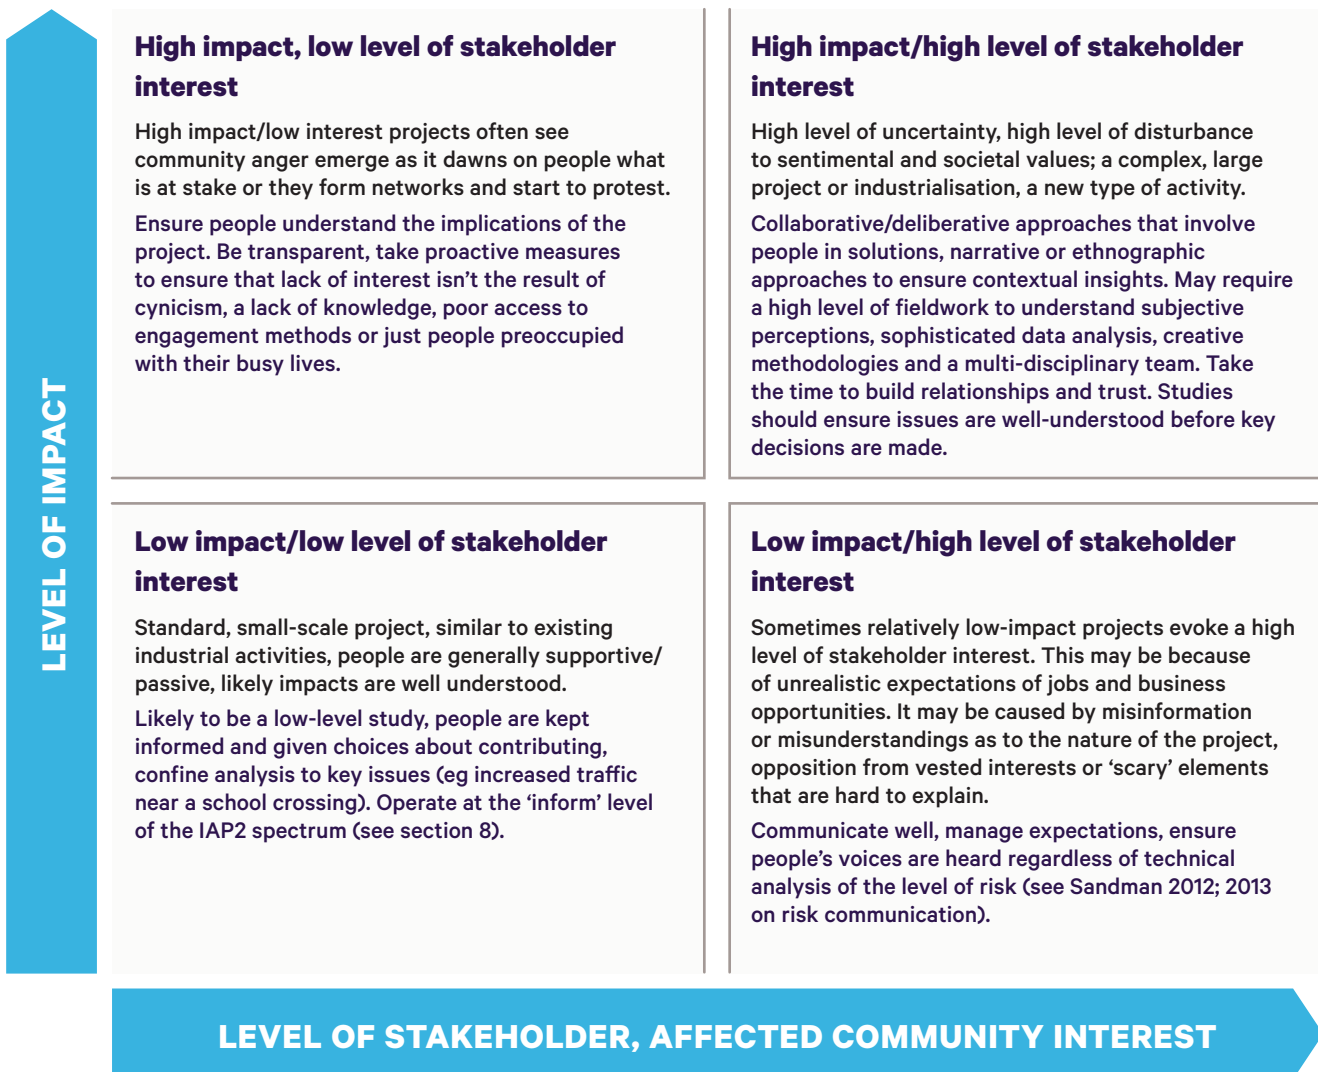 High impact, low level of stakeholder
interest
High impact/low interest projects often see
community anger emerge as it dawns on people what
is at stake or they form networks and start to protest.
Ensure people understand the implications of the
project. Be transparent, take proactive measures
to ensure that lack of interest isn’t the result of
cynicism, a lack of knowledge, poor access to
engagement methods or just people preoccupied
with their busy lives.
High impact/high level of stakeholder
interest
High level of uncertainty, high level of disturbance
to sentimental and societal values; a complex, large
project or industrialisation, a new type of activity.
Collaborative/deliberative approaches that involve
people in solutions, narrative or ethnographic
approaches to ensure contextual insights. May require
a high level of fieldwork to understand subjective
perceptions, sophisticated data analysis, creative
methodologies and a multi-disciplinary team. Take
the time to build relationships and trust. Studies
should ensure issues are well-understood before key
decisions are made.
LEVEL OF IMPACT
Low impact/low level of stakeholder
interest
Standard, small-scale project, similar to existing
industrial activities, people are generally supportive/
passive, likely impacts are well understood.
Likely to be a low-level study, people are kept
informed and given choices about contributing,
confine analysis to key issues (eg increased traffic
near a school crossing). Operate at the ‘inform’ level
of the IAP2 spectrum (see section 8).
Low impact/high level of stakeholder
interest
Sometimes relatively low-impact projects evoke a high
level of stakeholder interest. This may be because
of unrealistic expectations of jobs and business
opportunities. It may be caused by misinformation
or misunderstandings as to the nature of the project,
opposition from vested interests or ‘scary’ elements
that are hard to explain.
Communicate well, manage expectations, ensure
people’s voices are heard regardless of technical
analysis of the level of risk (see Sandman 2012; 2013
on risk communication).
LEVEL OF STAKEHOLDER, AFFECTED COMMUNITY INTEREST